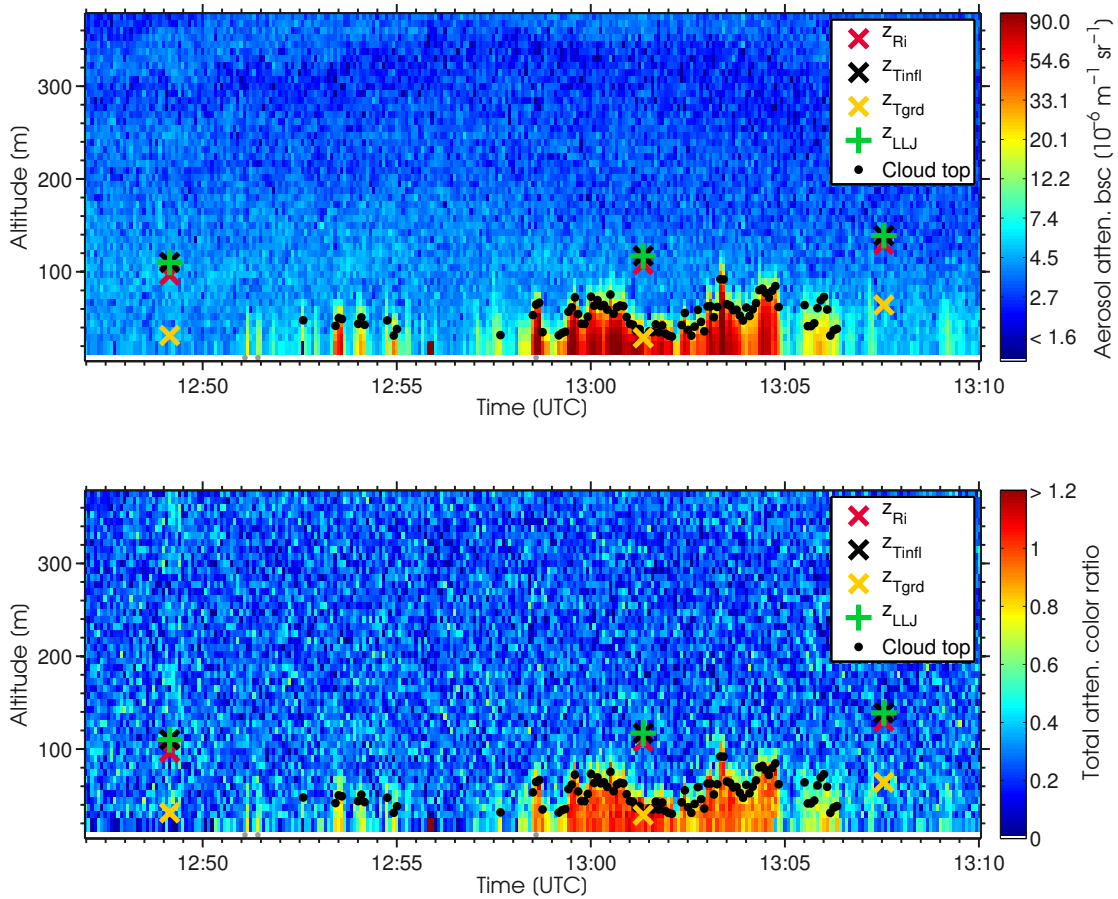 z_Ri
z_Tinfl
z_Tgrd
z_LLJ
Cloud top
300
200
100
Altitude (m)
12:50 12:55 13:00 13:05 13:10
Time (UTC)
90.0
54.6
33.1
20.1
12.2
7.4
4.5
2.7
< 1.6
Aerosol atten. bsc (10⁻⁶ m⁻¹ sr⁻¹)
z_Ri
z_Tinfl
z_Tgrd
z_LLJ
Cloud top
300
200
100
Altitude (m)
12:50 12:55 13:00 13:05 13:10
Time (UTC)
> 1.2
1
0.8
0.6
0.4
0.2
0
Total atten. color ratio